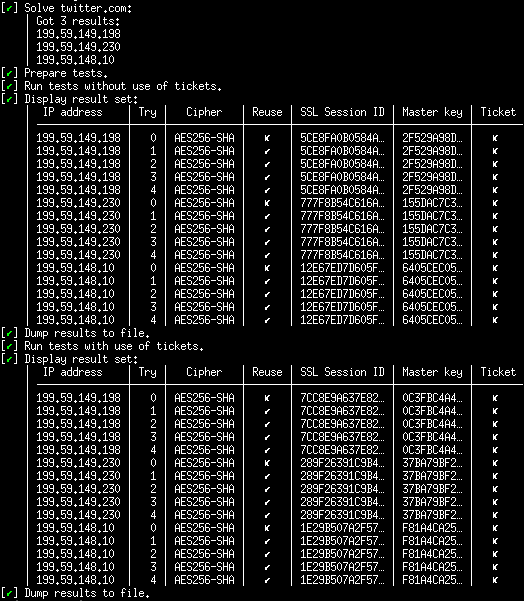 [✔] Solve twitter.com:
Got 3 results:
199.59.149.198
199.59.149.230
199.59.148.10
[✔] Prepare tests.
[✔] Run tests without use of tickets.
[✔] Display result set:
IP address | Try | Cipher | Reuse | SSL Session ID | Master key | Ticket
199.59.149.198 | 0 | AES256-SHA | ✘ | 5CE8FA0B0584A… | 2F529A98D… | ✘
199.59.149.198 | 1 | AES256-SHA | ✔ | 5CE8FA0B0584A… | 2F529A98D… | ✘
199.59.149.198 | 2 | AES256-SHA | ✔ | 5CE8FA0B0584A… | 2F529A98D… | ✘
199.59.149.198 | 3 | AES256-SHA | ✔ | 5CE8FA0B0584A… | 2F529A98D… | ✘
199.59.149.198 | 4 | AES256-SHA | ✔ | 5CE8FA0B0584A… | 2F529A98D… | ✘
199.59.149.230 | 0 | AES256-SHA | ✘ | 777F8B54C616A… | 155DAC7C3… | ✘
199.59.149.230 | 1 | AES256-SHA | ✔ | 777F8B54C616A… | 155DAC7C3… | ✘
199.59.149.230 | 2 | AES256-SHA | ✔ | 777F8B54C616A… | 155DAC7C3… | ✘
199.59.149.230 | 3 | AES256-SHA | ✔ | 777F8B54C616A… | 155DAC7C3… | ✘
199.59.149.230 | 4 | AES256-SHA | ✔ | 777F8B54C616A… | 155DAC7C3… | ✘
199.59.148.10 | 0 | AES256-SHA | ✘ | 12E67ED7D605F… | 6405CEC05… | ✘
199.59.148.10 | 1 | AES256-SHA | ✔ | 12E67ED7D605F… | 6405CEC05… | ✘
199.59.148.10 | 2 | AES256-SHA | ✔ | 12E67ED7D605F… | 6405CEC05… | ✘
199.59.148.10 | 3 | AES256-SHA | ✔ | 12E67ED7D605F… | 6405CEC05… | ✘
199.59.148.10 | 4 | AES256-SHA | ✔ | 12E67ED7D605F… | 6405CEC05… | ✘
[✔] Dump results to file.
[✔] Run tests with use of tickets.
[✔] Display result set:
IP address | Try | Cipher | Reuse | SSL Session ID | Master key | Ticket
199.59.149.198 | 0 | AES256-SHA | ✘ | 7CC8E9A637E82… | 0C3FBC4A4… | ✘
199.59.149.198 | 1 | AES256-SHA | ✔ | 7CC8E9A637E82… | 0C3FBC4A4… | ✘
199.59.149.198 | 2 | AES256-SHA | ✔ | 7CC8E9A637E82… | 0C3FBC4A4… | ✘
199.59.149.198 | 3 | AES256-SHA | ✔ | 7CC8E9A637E82… | 0C3FBC4A4… | ✘
199.59.149.198 | 4 | AES256-SHA | ✔ | 7CC8E9A637E82… | 0C3FBC4A4… | ✘
199.59.149.230 | 0 | AES256-SHA | ✘ | 289F26391C9B4… | 37BA79BF2… | ✘
199.59.149.230 | 1 | AES256-SHA | ✔ | 289F26391C9B4… | 37BA79BF2… | ✘
199.59.149.230 | 2 | AES256-SHA | ✔ | 289F26391C9B4… | 37BA79BF2… | ✘
199.59.149.230 | 3 | AES256-SHA | ✔ | 289F26391C9B4… | 37BA79BF2… | ✘
199.59.149.230 | 4 | AES256-SHA | ✔ | 289F26391C9B4… | 37BA79BF2… | ✘
199.59.148.10 | 0 | AES256-SHA | ✘ | 1E29B507A2F57… | F81A4CA25… | ✘
199.59.148.10 | 1 | AES256-SHA | ✔ | 1E29B507A2F57… | F81A4CA25… | ✘
199.59.148.10 | 2 | AES256-SHA | ✔ | 1E29B507A2F57… | F81A4CA25… | ✘
199.59.148.10 | 3 | AES256-SHA | ✔ | 1E29B507A2F57… | F81A4CA25… | ✘
199.59.148.10 | 4 | AES256-SHA | ✔ | 1E29B507A2F57… | F81A4CA25… | ✘
[✔] Dump results to file.